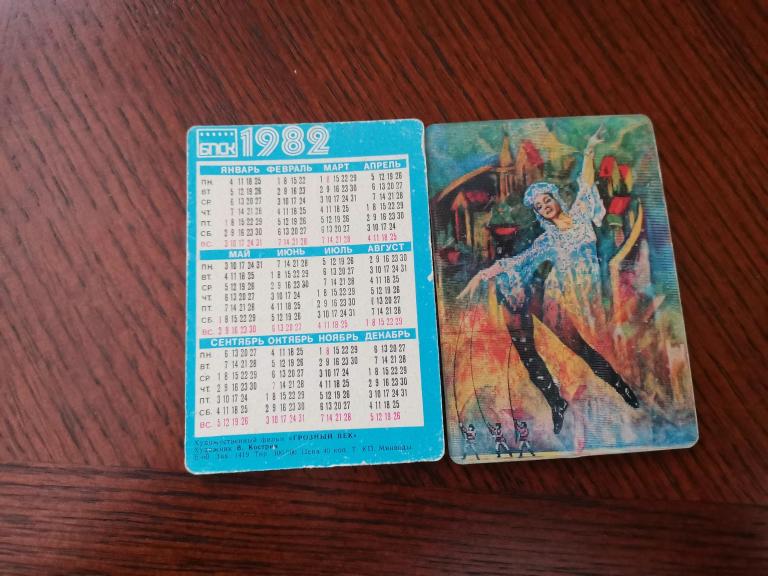 БПСК 1982
ЯНВАРЬ ФЕВРАЛЬ МАРТ АПРЕЛЬ
ПН. 4 11 18 25 1 8 15 22 1 8 15 22 29 5 12 19 26
ВТ. 5 12 19 26 2 9 16 23 2 9 16 23 30 6 13 20 27
СР. 6 13 20 27 3 10 17 24 3 10 17 24 31 7 14 21 28
ЧТ. 7 14 21 28 4 11 18 25 4 11 18 25 1 8 15 22 29
ПТ. 1 8 15 22 29 5 12 19 26 5 12 19 26 2 9 16 23 30
СБ. 2 9 16 23 30 6 13 20 27 6 13 20 27 3 10 17 24
ВС. 3 10 17 24 31 7 14 21 28 7 14 21 28 4 11 18 25
МАЙ ИЮНЬ ИЮЛЬ АВГУСТ
ПН. 3 10 17 24 31 7 14 21 28 5 12 19 26 2 9 16 23 30
ВТ. 4 11 18 25 1 8 15 22 29 6 13 20 27 3 10 17 24 31
СР. 5 12 19 26 2 9 16 23 30 7 14 21 28 4 11 18 25
ЧТ. 6 13 20 27 3 10 17 24 1 8 15 22 29 5 12 19 26
ПТ. 7 14 21 28 4 11 18 25 2 9 16 23 30 6 13 20 27
СБ. 1 8 15 22 29 5 12 19 26 3 10 17 24 31 7 14 21 28
ВС. 2 9 16 23 30 6 13 20 27 4 11 18 25 1 8 15 22 29
СЕНТЯБРЬ ОКТЯБРЬ НОЯБРЬ ДЕКАБРЬ
ПН. 6 13 20 27 4 11 18 25 1 8 15 22 29 6 13 20 27
ВТ. 7 14 21 28 5 12 19 26 2 9 16 23 30 7 14 21 28
СР. 1 8 15 22 29 6 13 20 27 3 10 17 24 1 8 15 22 29
ЧТ. 2 9 16 23 30 7 14 21 28 4 11 18 25 2 9 16 23 30
ПТ. 3 10 17 24 1 8 15 22 29 5 12 19 26 3 10 17 24 31
СБ. 4 11 18 25 2 9 16 23 30 6 13 20 27 4 11 18 25
ВС. 5 12 19 26 3 10 17 24 31 7 14 21 28 5 12 19 26
Художественный фильм «ГРОЗНЫЙ ВЕК»
Художник В. Костри
Зак. 1419 Тир. Цена 40 коп. Т. КП. Минводы